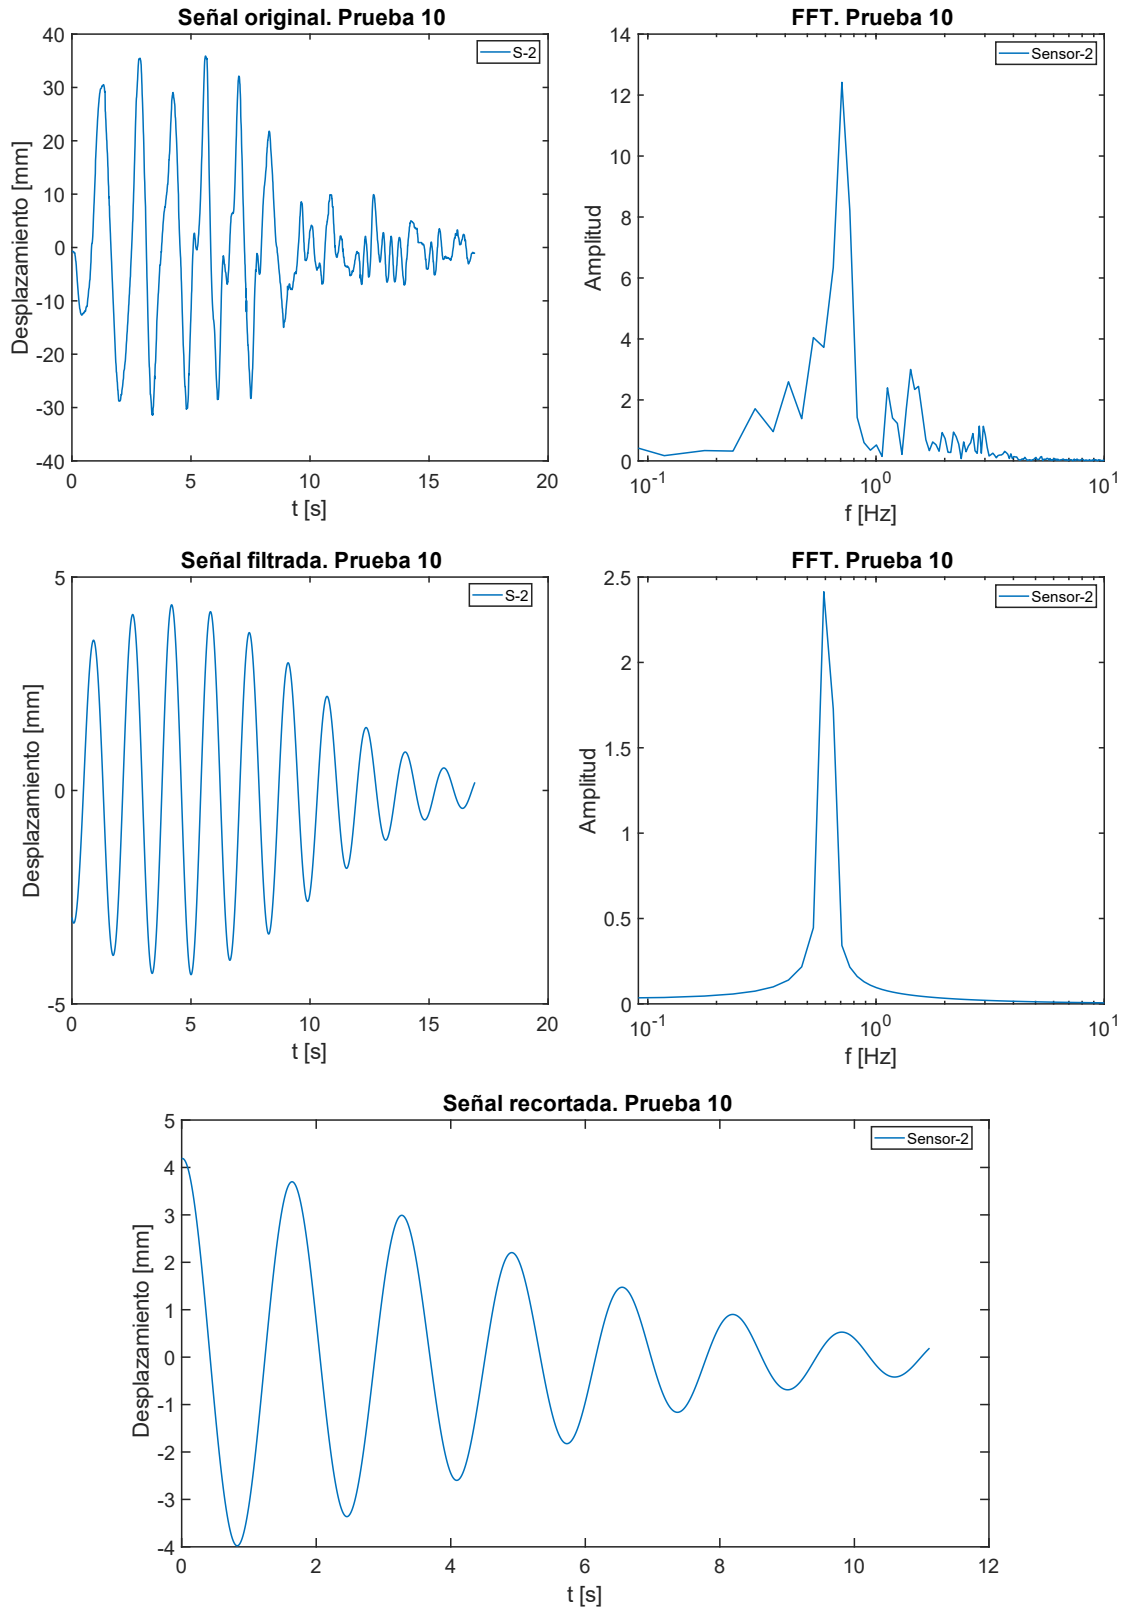 Señal original. Prueba 10
S-2
40
30
20
10
0
-10
-20
-30
-40
0 5 10 15 20
Desplazamiento [mm]
t [s]
FFT. Prueba 10
Sensor-2
14
12
10
8
6
4
2
0
10^-1 10^0 10^1
Amplitud
f [Hz]
Señal filtrada. Prueba 10
S-2
5
0
-5
0 5 10 15 20
Desplazamiento [mm]
t [s]
FFT. Prueba 10
Sensor-2
2.5
2
1.5
1
0.5
0
10^-1 10^0 10^1
Amplitud
f [Hz]
Señal recortada. Prueba 10
Sensor-2
5
4
3
2
1
0
-1
-2
-3
-4
0 2 4 6 8 10 12
Desplazamiento [mm]
t [s]